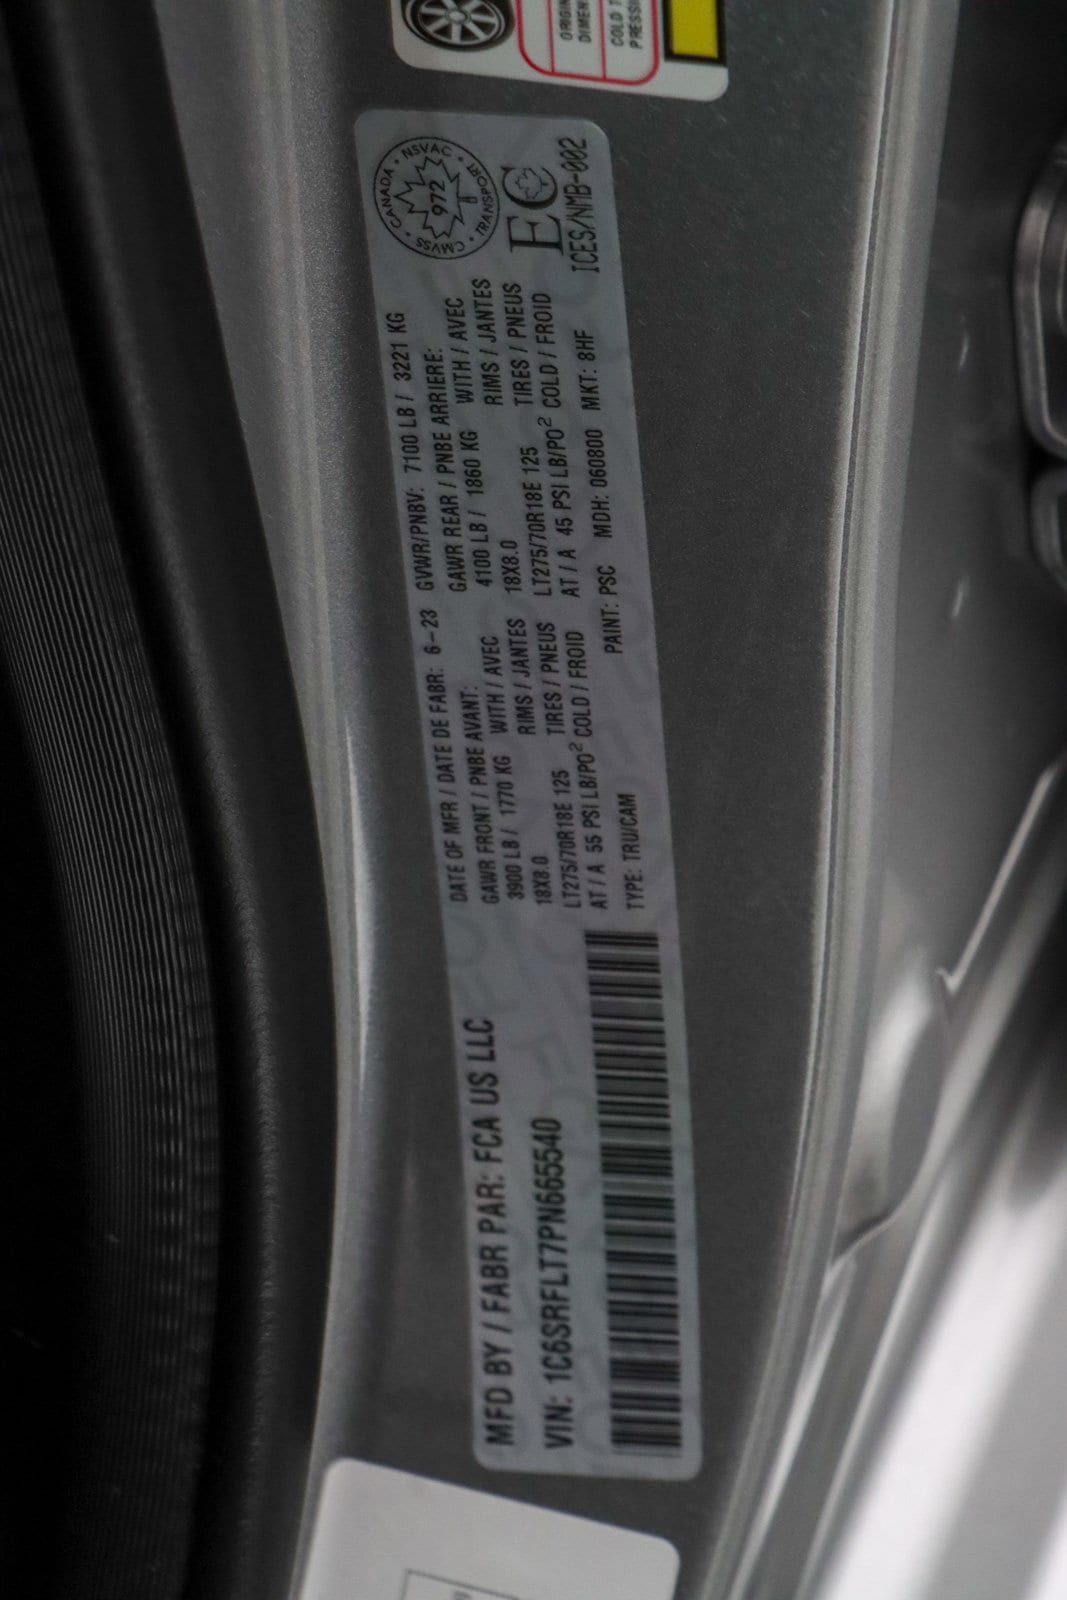 MFD BY / FABR PAR: FCA US LLC
VIN: 1C6SRFLT7PN665540
DATE OF MFR / DATE DE FABR: 6-23 GVWR/PNBV: 7100 LB / 3221 KG
GAWR FRONT / PNBE AVANT: GAWR REAR / PNBE ARRIERE:
3900 LB / 1770 KG WITH / AVEC 4100 LB / 1860 KG WITH / AVEC
18X8.0 RIMS / JANTES 18X8.0 RIMS / JANTES
LT275/70R18E 125 TIRES / PNEUS LT275/70R18E 125 TIRES / PNEUS
AT / A 55 PSI LB/PO² COLD / FROID AT / A 45 PSI LB/PO² COLD / FROID
TYPE: TRU/CAM PAINT: PSC MDH: 060800 MKT: 8HF
CANADA • NSVAC • TRANSPORT • CMVSS •
972
EC
ICES/NMB-002
COLD